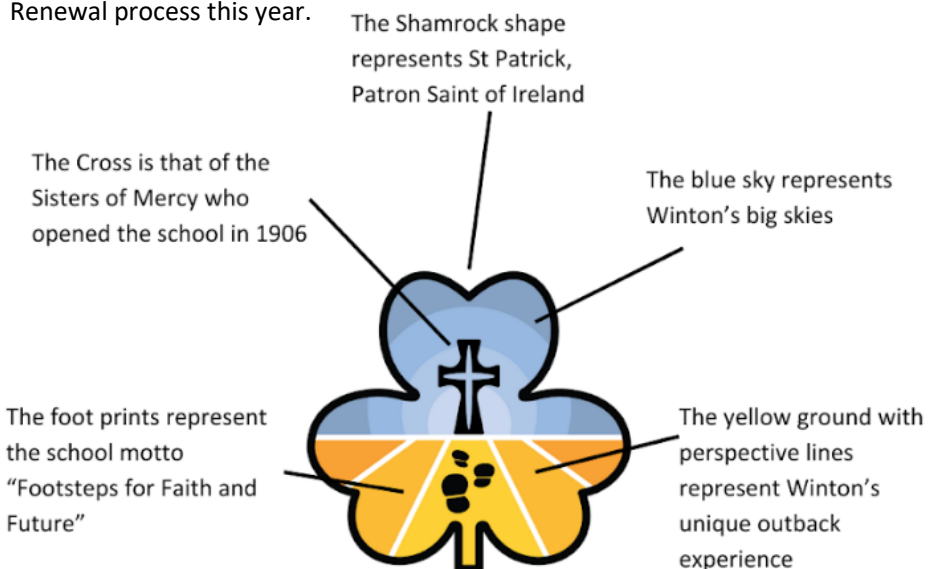 Renewal process this year.
The Shamrock shape
represents St Patrick,
Patron Saint of Ireland
The Cross is that of the
Sisters of Mercy who
opened the school in 1906
The blue sky represents
Winton's big skies
The foot prints represent
the school motto
“Footsteps for Faith and
Future”
The yellow ground with
perspective lines
represent Winton's
unique outback
experience